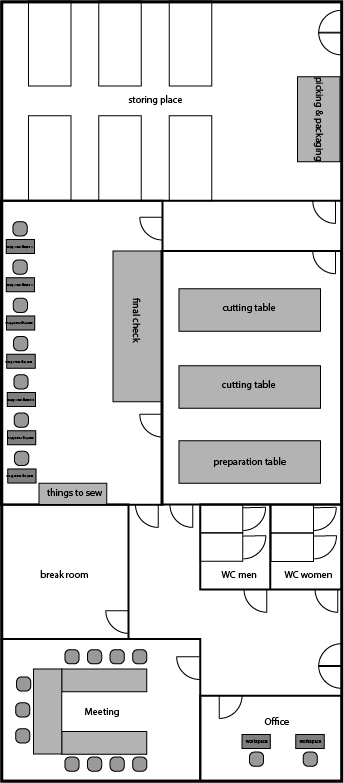 storing place
picking & packaging
final check
cutting table
cutting table
preparation table
things to sew
break room
WC men
WC women
Meeting
Office
workspace
workspace